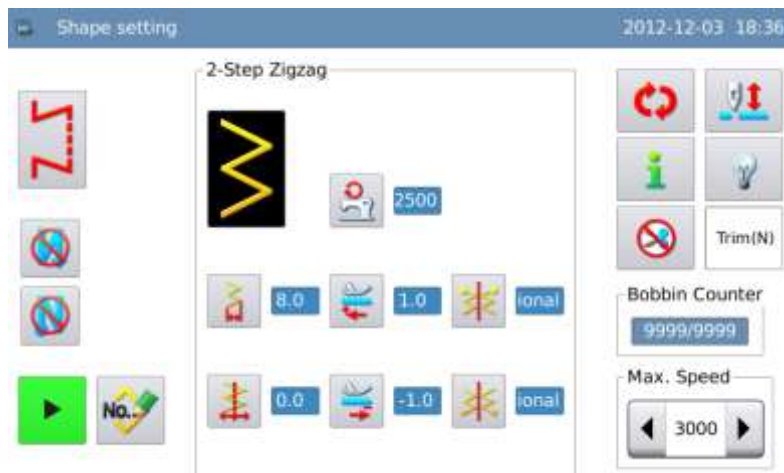 Shape setting
2012-12-03 18:36
2-Step Zigzag
2500
8.0
1.0
ional
0.0
-1.0
ional
No..
Trim(N)
Bobbin Counter
9999/9999
Max. Speed
3000